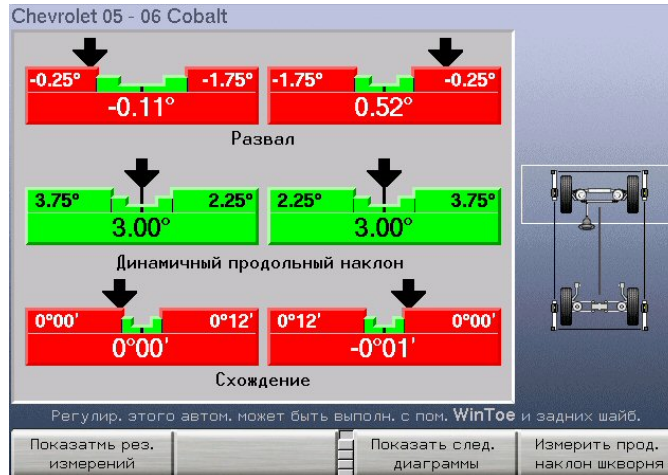 Chevrolet 05 - 06 Cobalt
-0.25° -1.75° -1.75° -0.25°
-0.11° 0.52°
Развал
3.75° 2.25° 2.25° 3.75°
3.00° 3.00°
Динамичный продольный наклон
0°00' 0°12' 0°12' 0°00'
0°00' -0°01'
Схождение
Регулир. этого автом. может быть выполн. с пом. WinToe и задних шайб.
Показатмь рез. Показать след. Измерить прод.
измерений диаграммы наклон шкворня